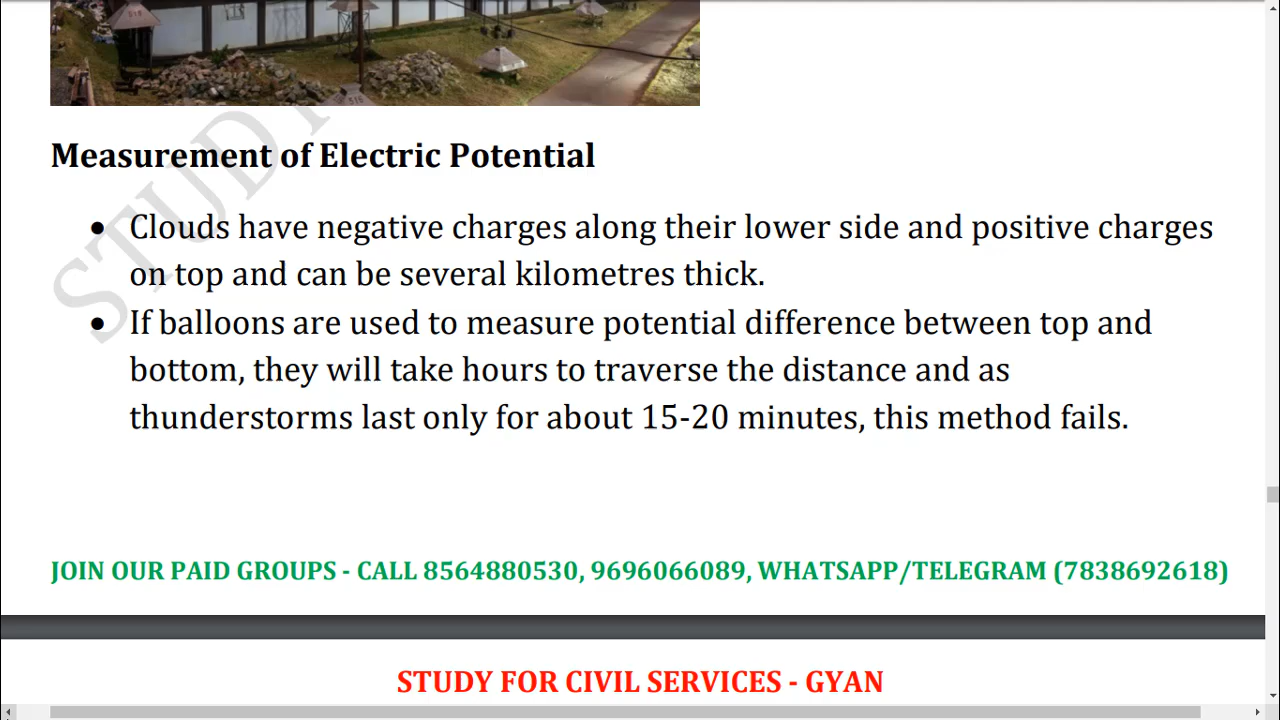 Measurement of Electric Potential
• Clouds have negative charges along their lower side and positive charges
on top and can be several kilometres thick.
• If balloons are used to measure potential difference between top and
bottom, they will take hours to traverse the distance and as
thunderstorms last only for about 15-20 minutes, this method fails.
JOIN OUR PAID GROUPS - CALL 8564880530, 9696066089, WHATSAPP/TELEGRAM (7838692618)
STUDY FOR CIVIL SERVICES - GYAN
STUDY